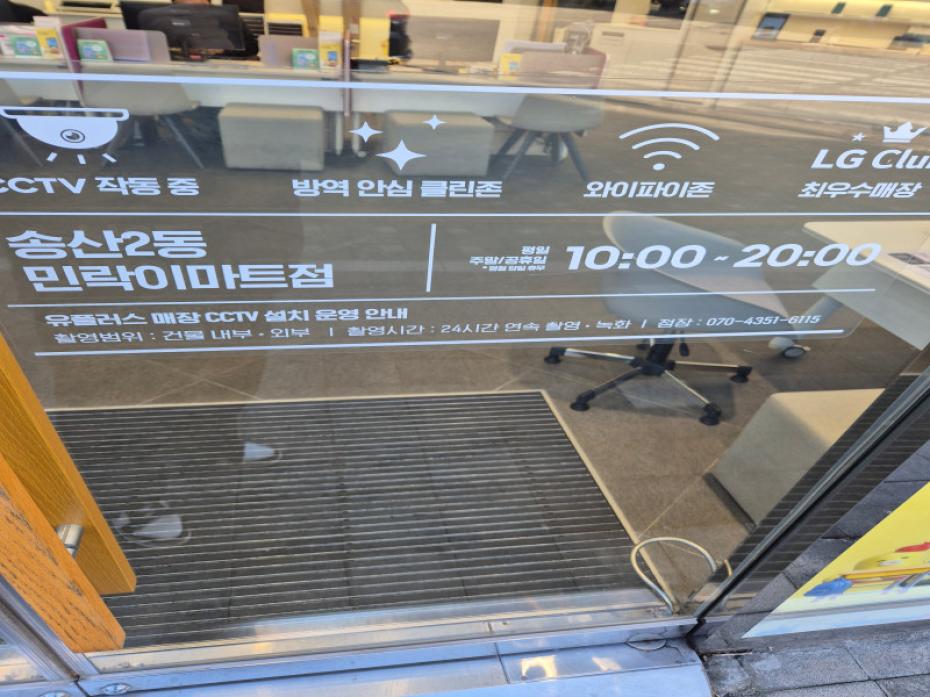 CCTV 작동 중
방역 안심 클린존
와이파이존
LG Clu
최우수매장
송산2동
민락이마트점
평일
주말/공휴일
10:00 ~ 20:00
유플러스 매장 CCTV 설치 운영 안내
촬영범위 : 건물 내부 · 외부 | 촬영시간 : 24시간 연속 촬영 · 녹화 | 점장 : 070-4351-6115